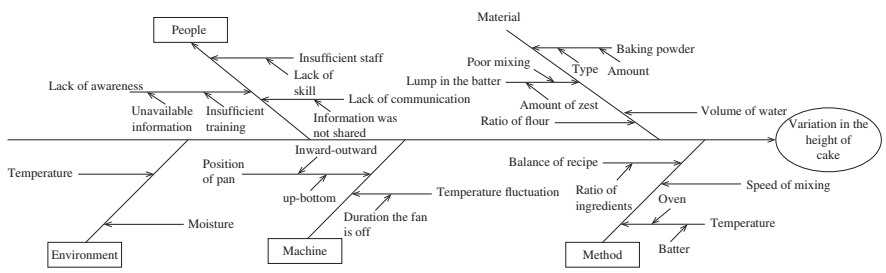 People
Insufficient staff
Lack of
skill
Lack of awareness
Unavailable
information
Insufficient
training
Lack of communication
Information was
not shared
Material
Baking powder
Type
Amount
Poor mixing
Lump in the batter
Amount of zest
Ratio of flour
Volume of water
Variation in the
height of
cake
Temperature
Moisture
Environment
Inward-outward
Position
of pan
up-bottom
Temperature fluctuation
Duration the fan
is off
Machine
Balance of recipe
Ratio of
ingredients
Speed of mixing
Oven
Temperature
Batter
Method